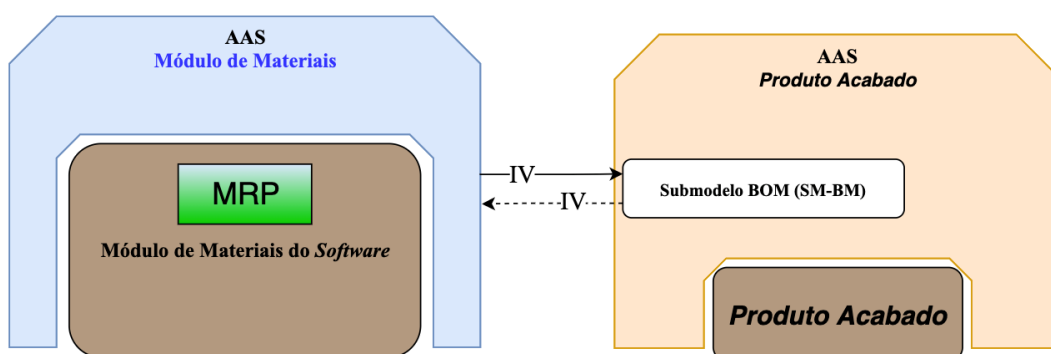 AAS
Módulo de Materiais
MRP
Módulo de Materiais do Software
IV
IV
AAS
Produto Acabado
Submodelo BOM (SM-BM)
Produto Acabado